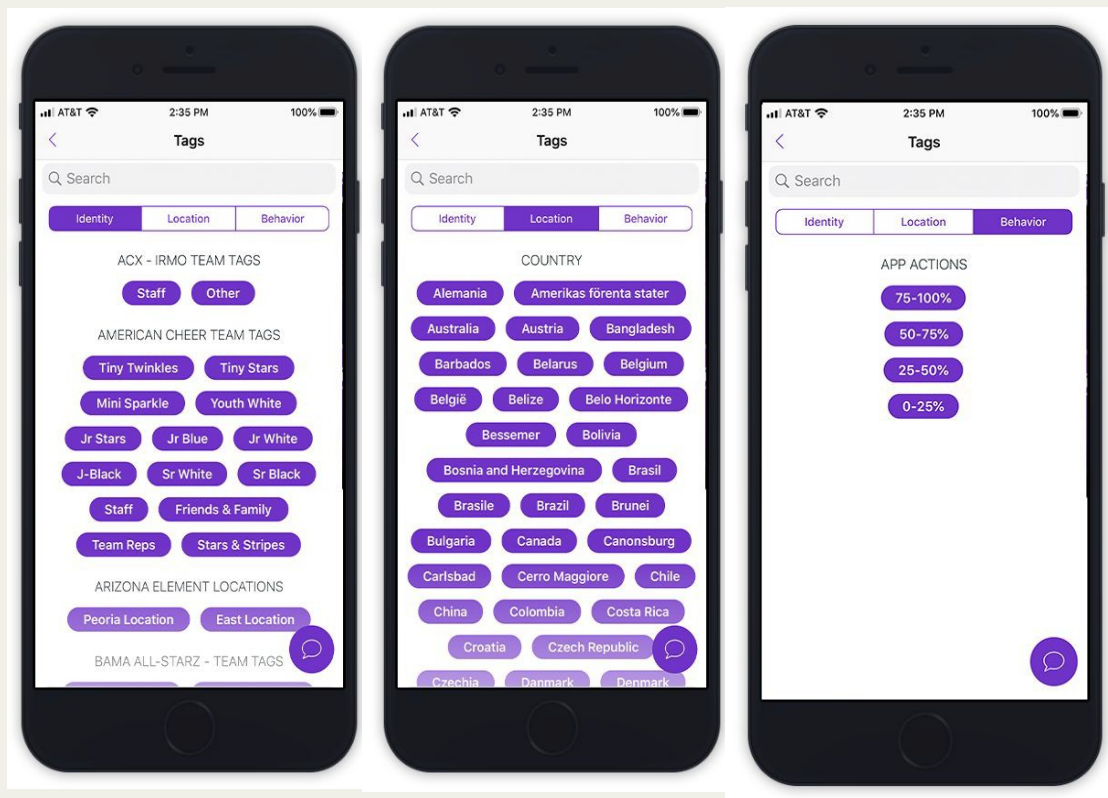 AT&T 2:35 PM 100%
Tags
Search
Identity Location Behavior
ACX - IRMO TEAM TAGS
Staff Other
AMERICAN CHEER TEAM TAGS
Tiny Twinkles Tiny Stars
Mini Sparkle Youth White
Jr Stars Jr Blue Jr White
J-Black Sr White Sr Black
Staff Friends & Family
Team Reps Stars & Stripes
ARIZONA ELEMENT LOCATIONS
Peoria Location East Location
BAMA ALL-STARZ - TEAM TAGS
AT&T 2:35 PM 100%
Tags
Search
Identity Location Behavior
COUNTRY
Alemania Amerikas förenta stater
Australia Austria Bangladesh
Barbados Belarus Belgium
België Belize Belo Horizonte
Bessemer Bolivia
Bosnia and Herzegovina Brasil
Brasile Brazil Brunei
Bulgaria Canada Canonsburg
Carlsbad Cerro Maggiore Chile
China Colombia Costa Rica
Croatia Czech Republic
Czechia Danmark Denmark
AT&T 2:35 PM 100%
Tags
Search
Identity Location Behavior
APP ACTIONS
75-100%
50-75%
25-50%
0-25%